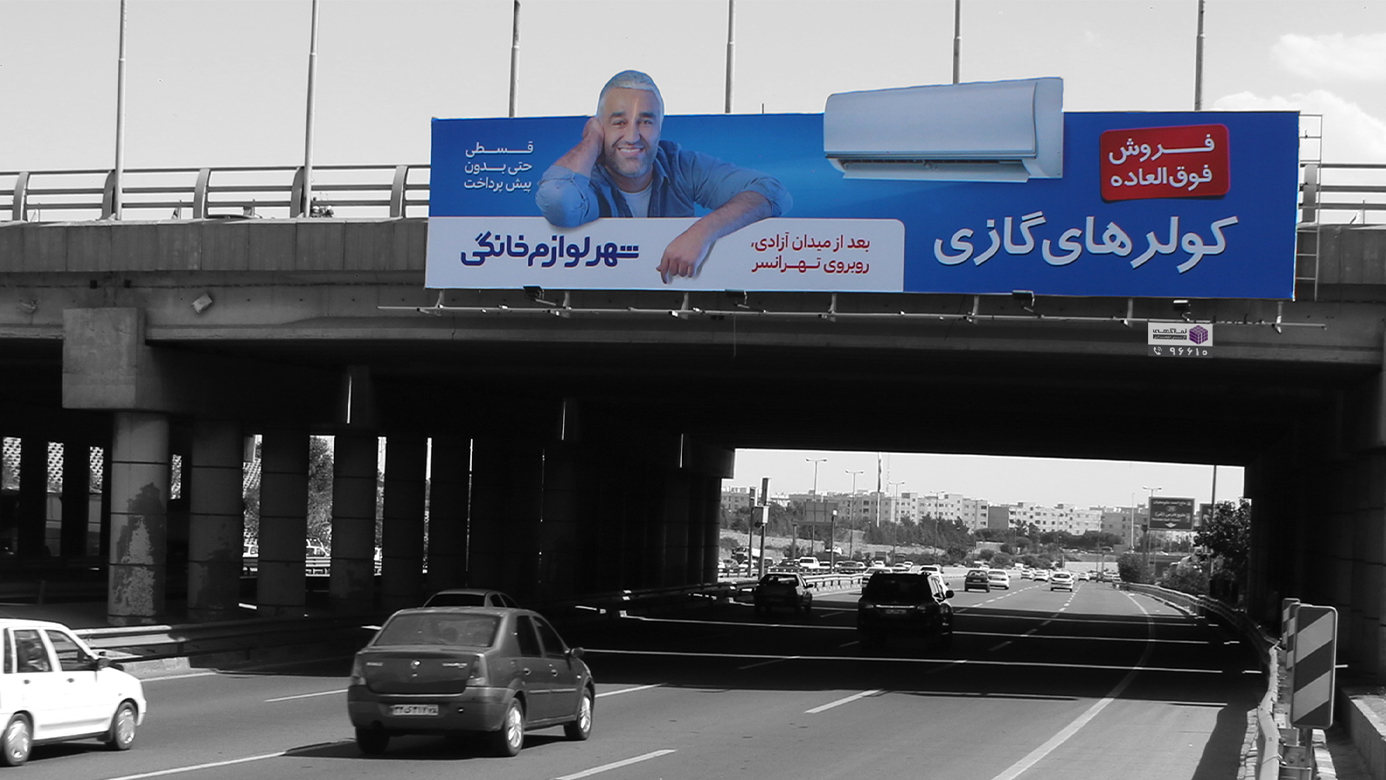 قسطی
حتی بدون
پیش پرداخت
شهر لوازم خانگی
بعد از میدان آزادی،
روبروی تهرانسر
فروش
فوق العاده
کولرهای گازی
۹۶۶۱۰